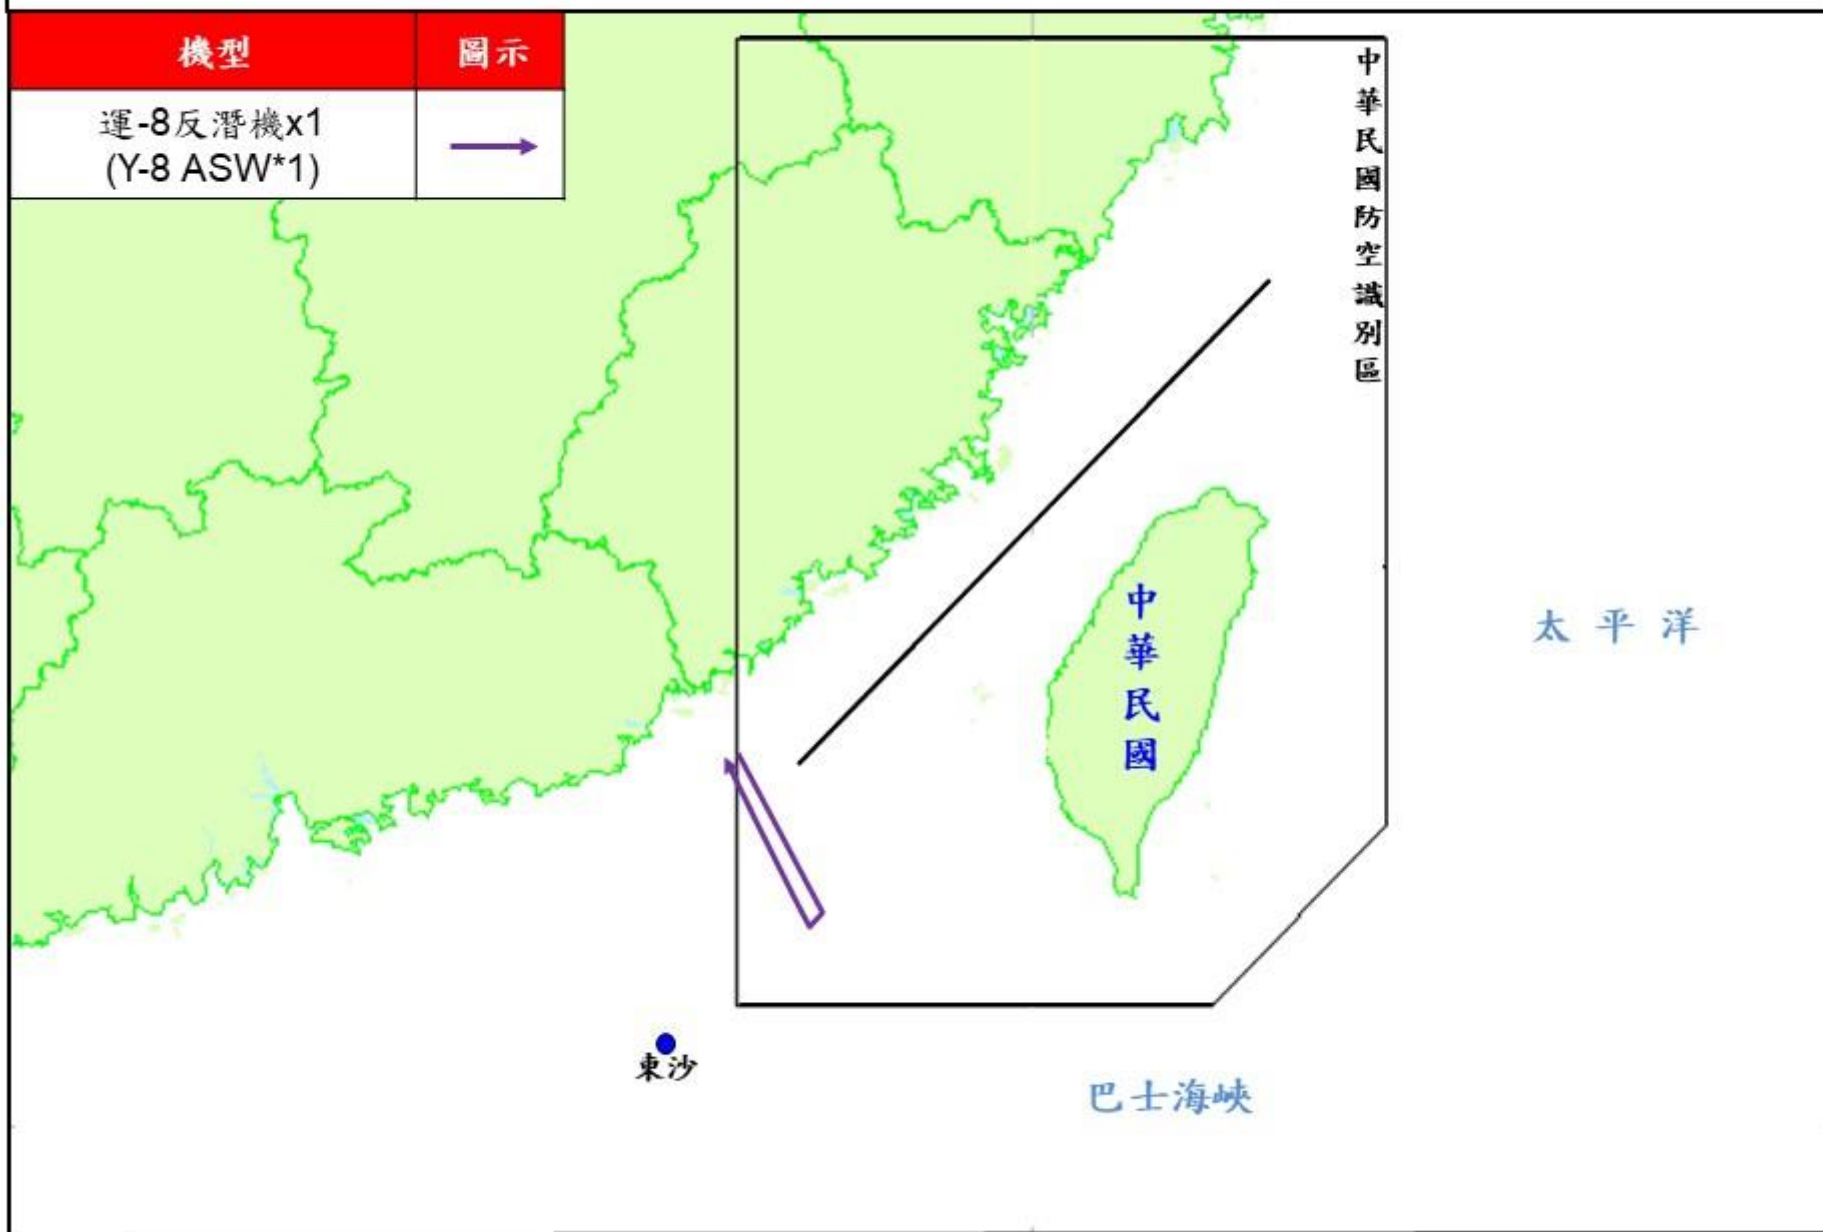 機型
圖示
運-8反潛機x1
(Y-8 ASW*1)
中華民國防空識別區
中華民國
太平洋
東沙
巴士海峽